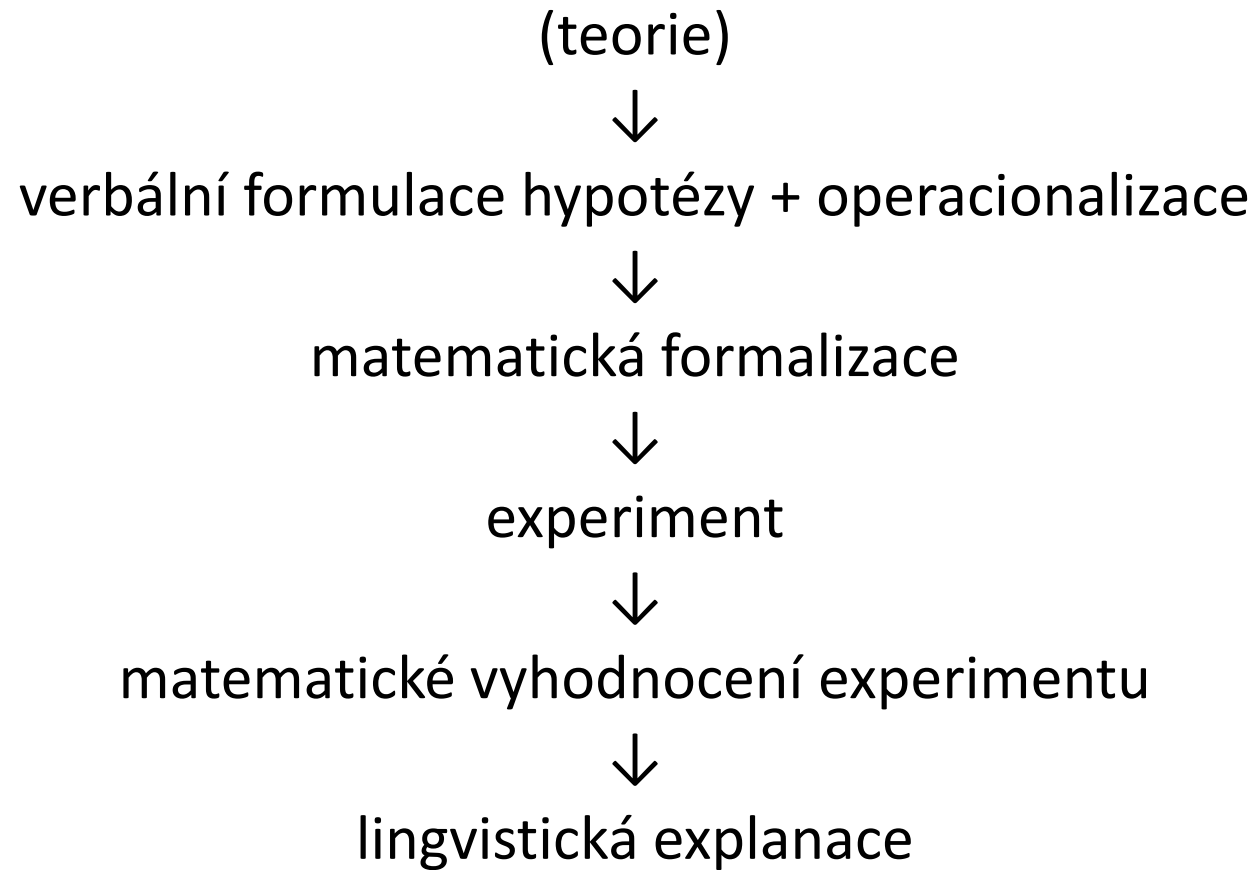 (teorie)
↓
verbální formulace hypotézy + operacionalizace
↓
matematická formalizace
↓
experiment
↓
matematické vyhodnocení experimentu
↓
lingvistická explanace